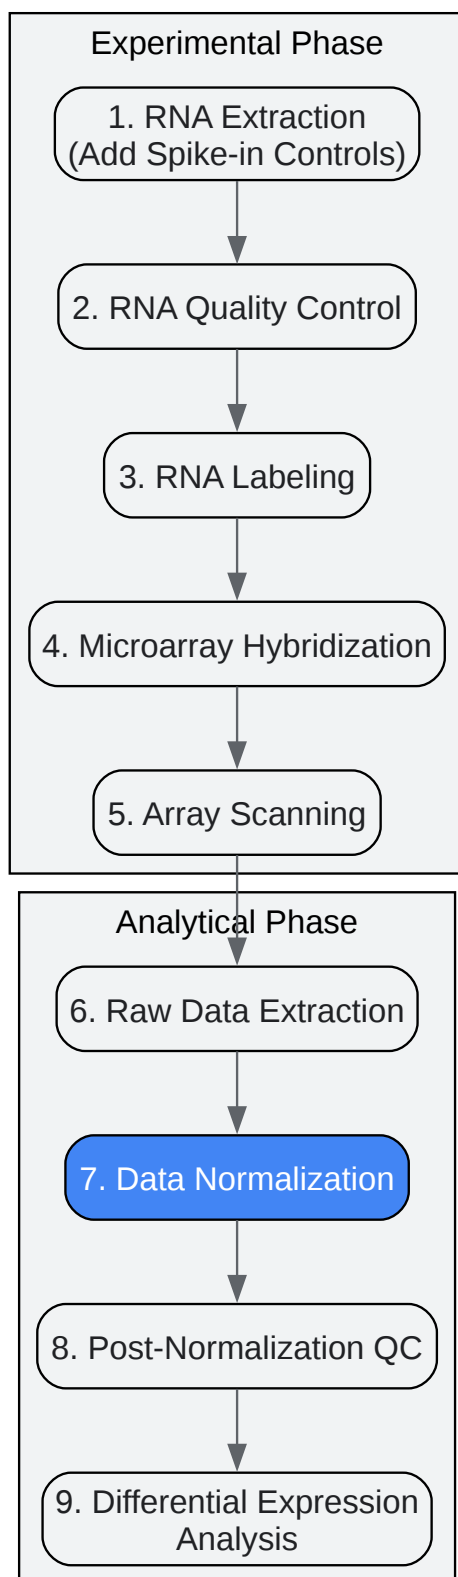 Experimental Phase
1. RNA Extraction
(Add Spike-in Controls)
2. RNA Quality Control
3. RNA Labeling
4. Microarray Hybridization
5. Array Scanning
Analytical Phase
6. Raw Data Extraction
7. Data Normalization
8. Post-Normalization QC
9. Differential Expression
Analysis